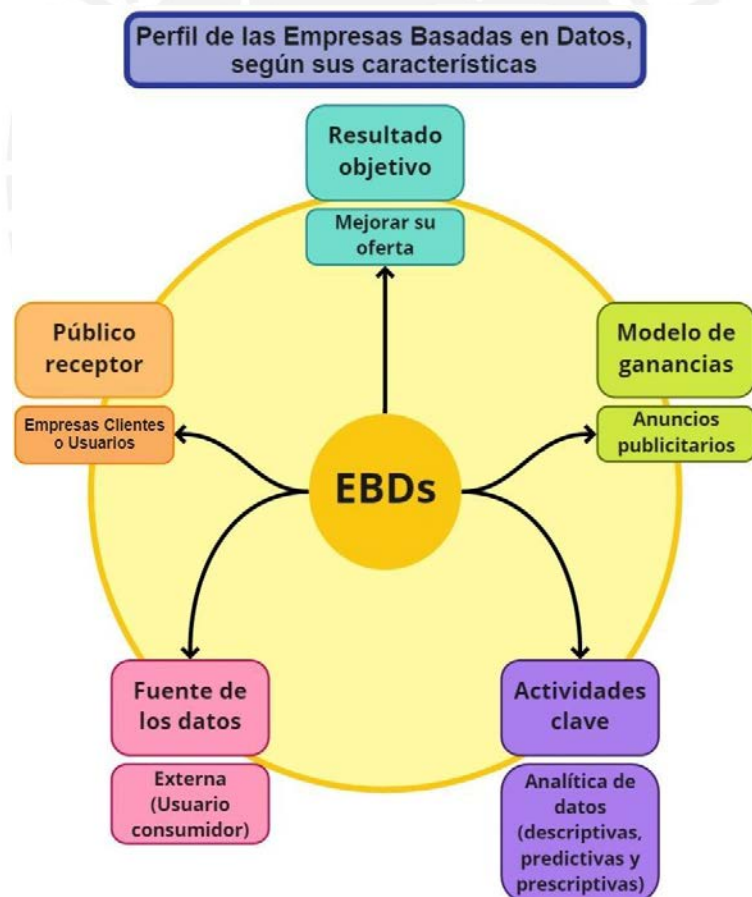 Perfil de las Empresas Basadas en Datos,
según sus características
Resultado
objetivo
Mejorar su
oferta
Público
receptor
Empresas Clientes
o Usuarios
Modelo de
ganancias
Anuncios
publicitarios
EBDs
Fuente de
los datos
Externa
(Usuario
consumidor)
Actividades
clave
Analítica de
datos
(descriptivas,
predictivas y
prescriptivas)